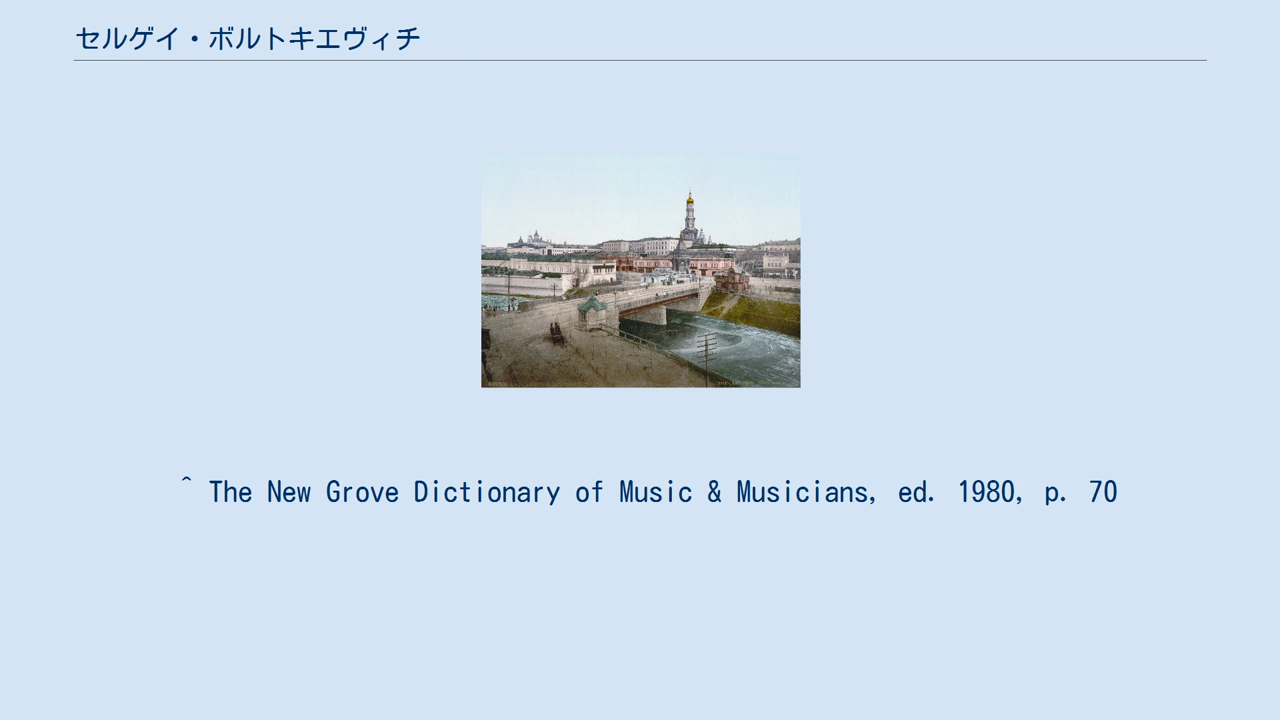 セルゲイ・ボルトキエヴィチ
^ The New Grove Dictionary of Music & Musicians, ed. 1980, p. 70